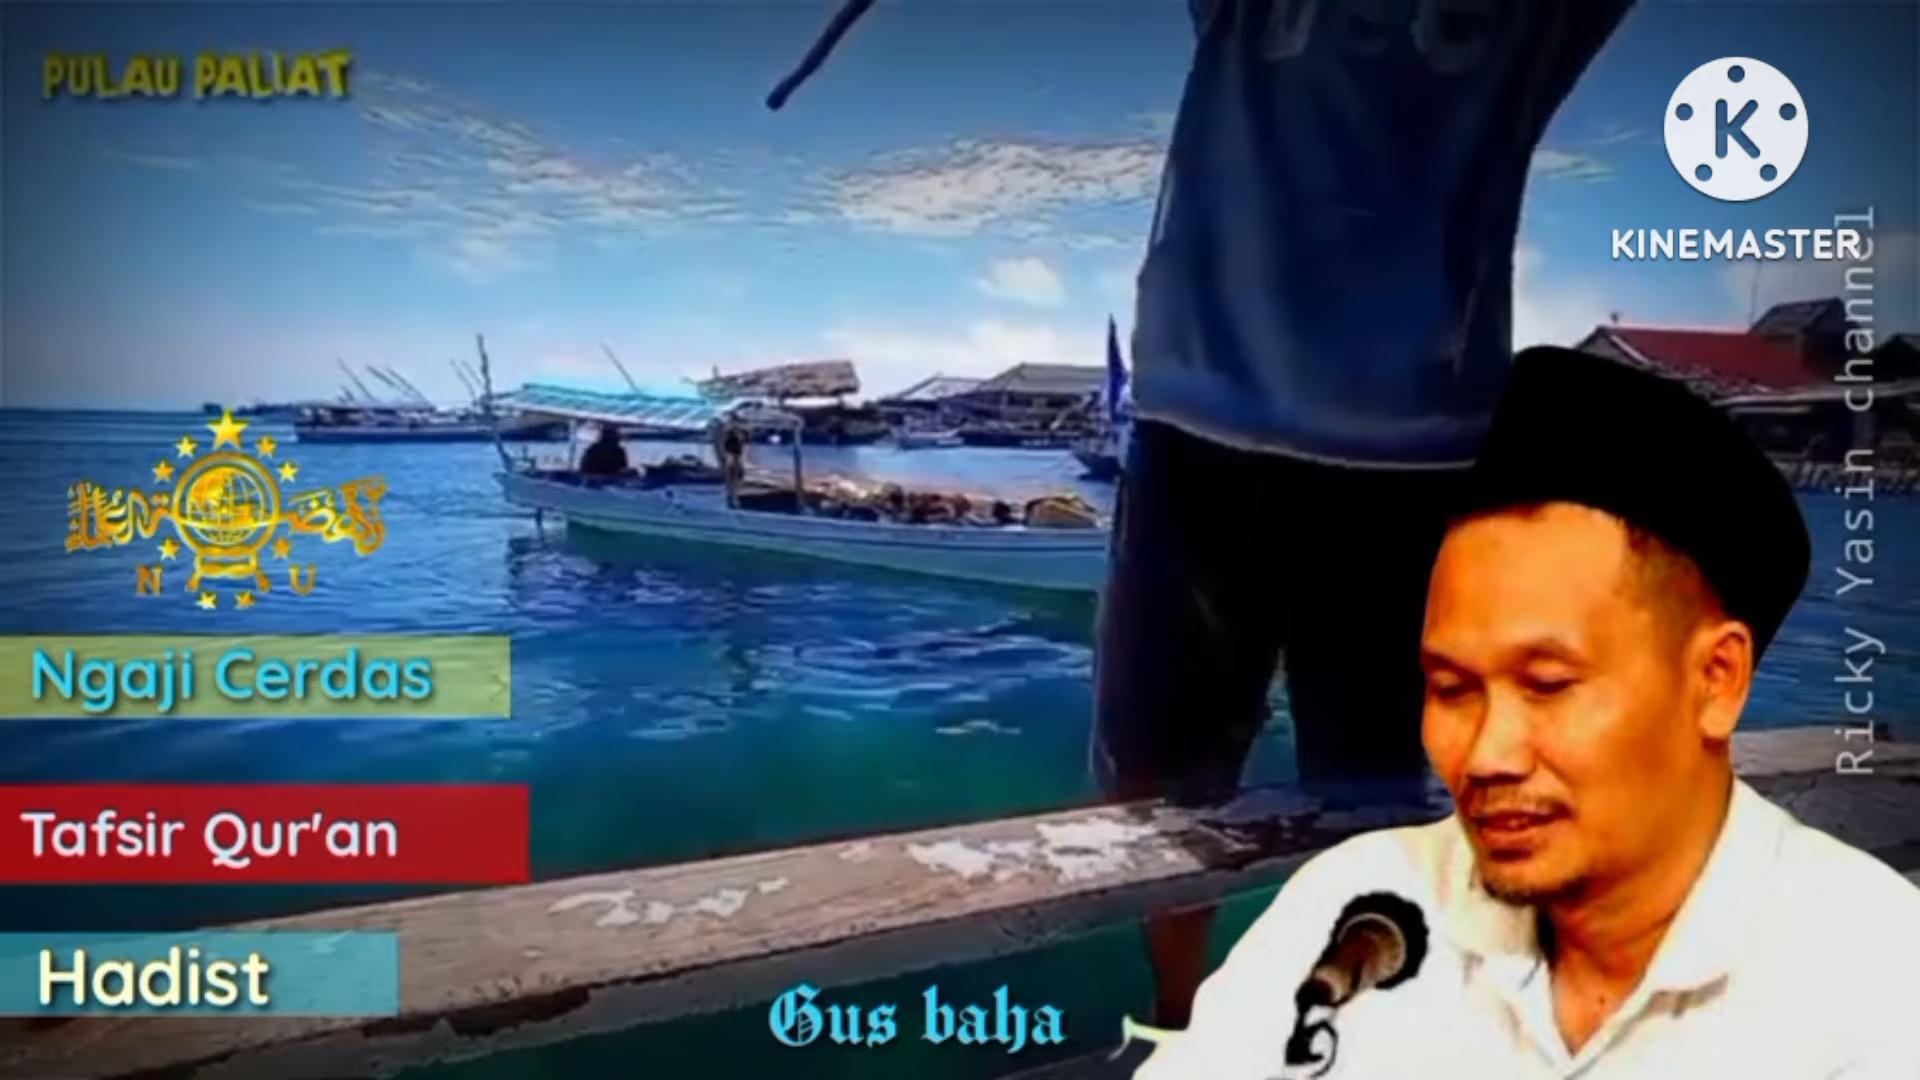 PULAU PALIAT
K
KINEMASTER
Ricky Yasin channel
N U
Ngaji Cerdas
Tafsir Qur'an
Hadist
Gus baha